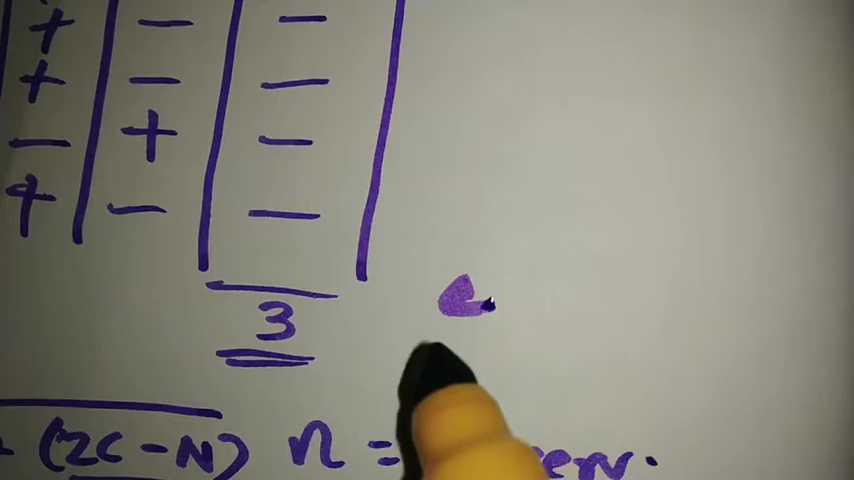 + | − | − |
+ | − | − |
− | + | − |
+ | − | −
3
(2C-N) n =